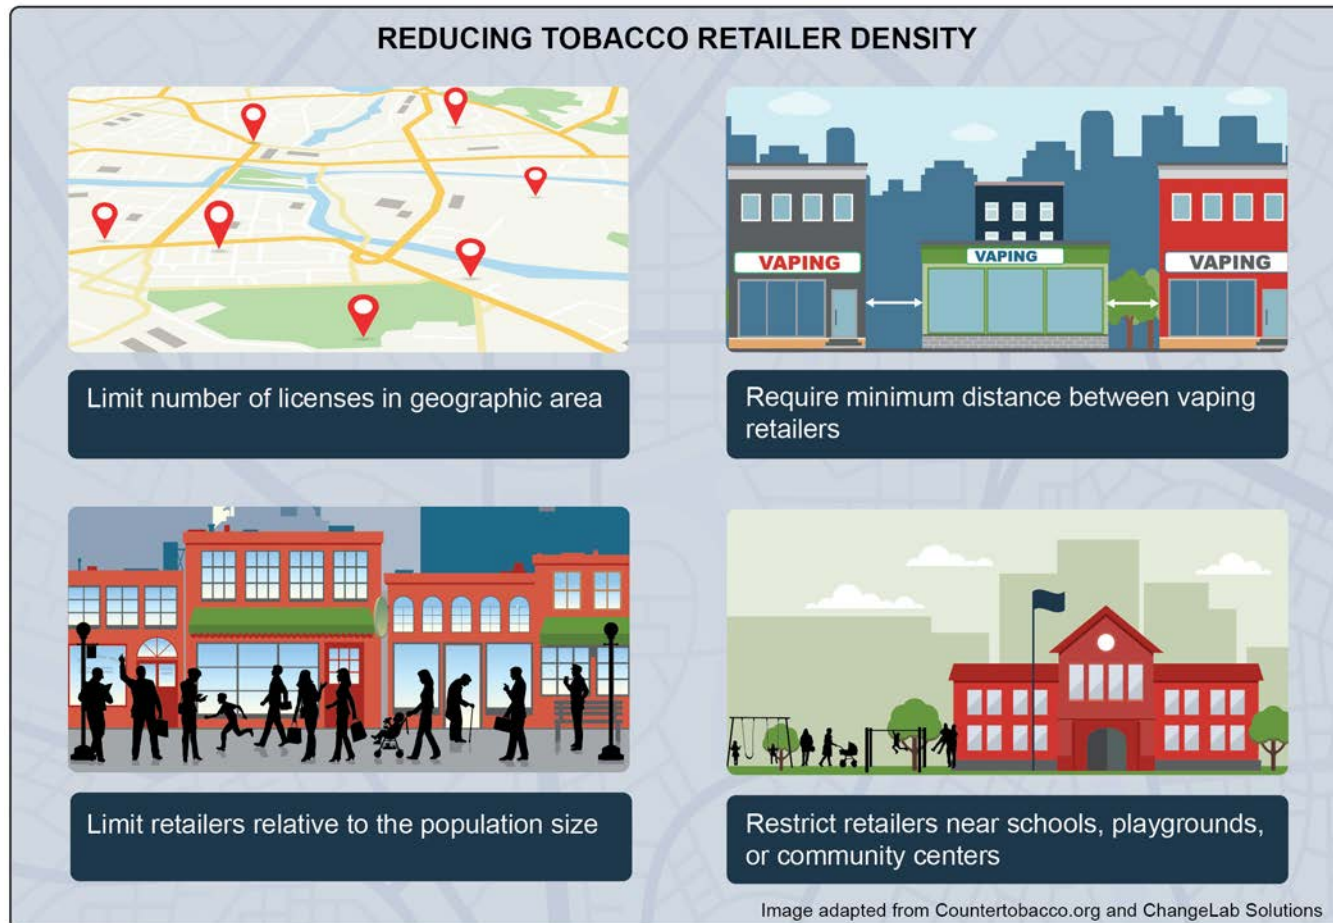 REDUCING TOBACCO RETAILER DENSITY
Limit number of licenses in geographic area
VAPING
VAPING
VAPING
Require minimum distance between vaping
retailers
Limit retailers relative to the population size
Restrict retailers near schools, playgrounds,
or community centers
Image adapted from Countertobacco.org and ChangeLab Solutions